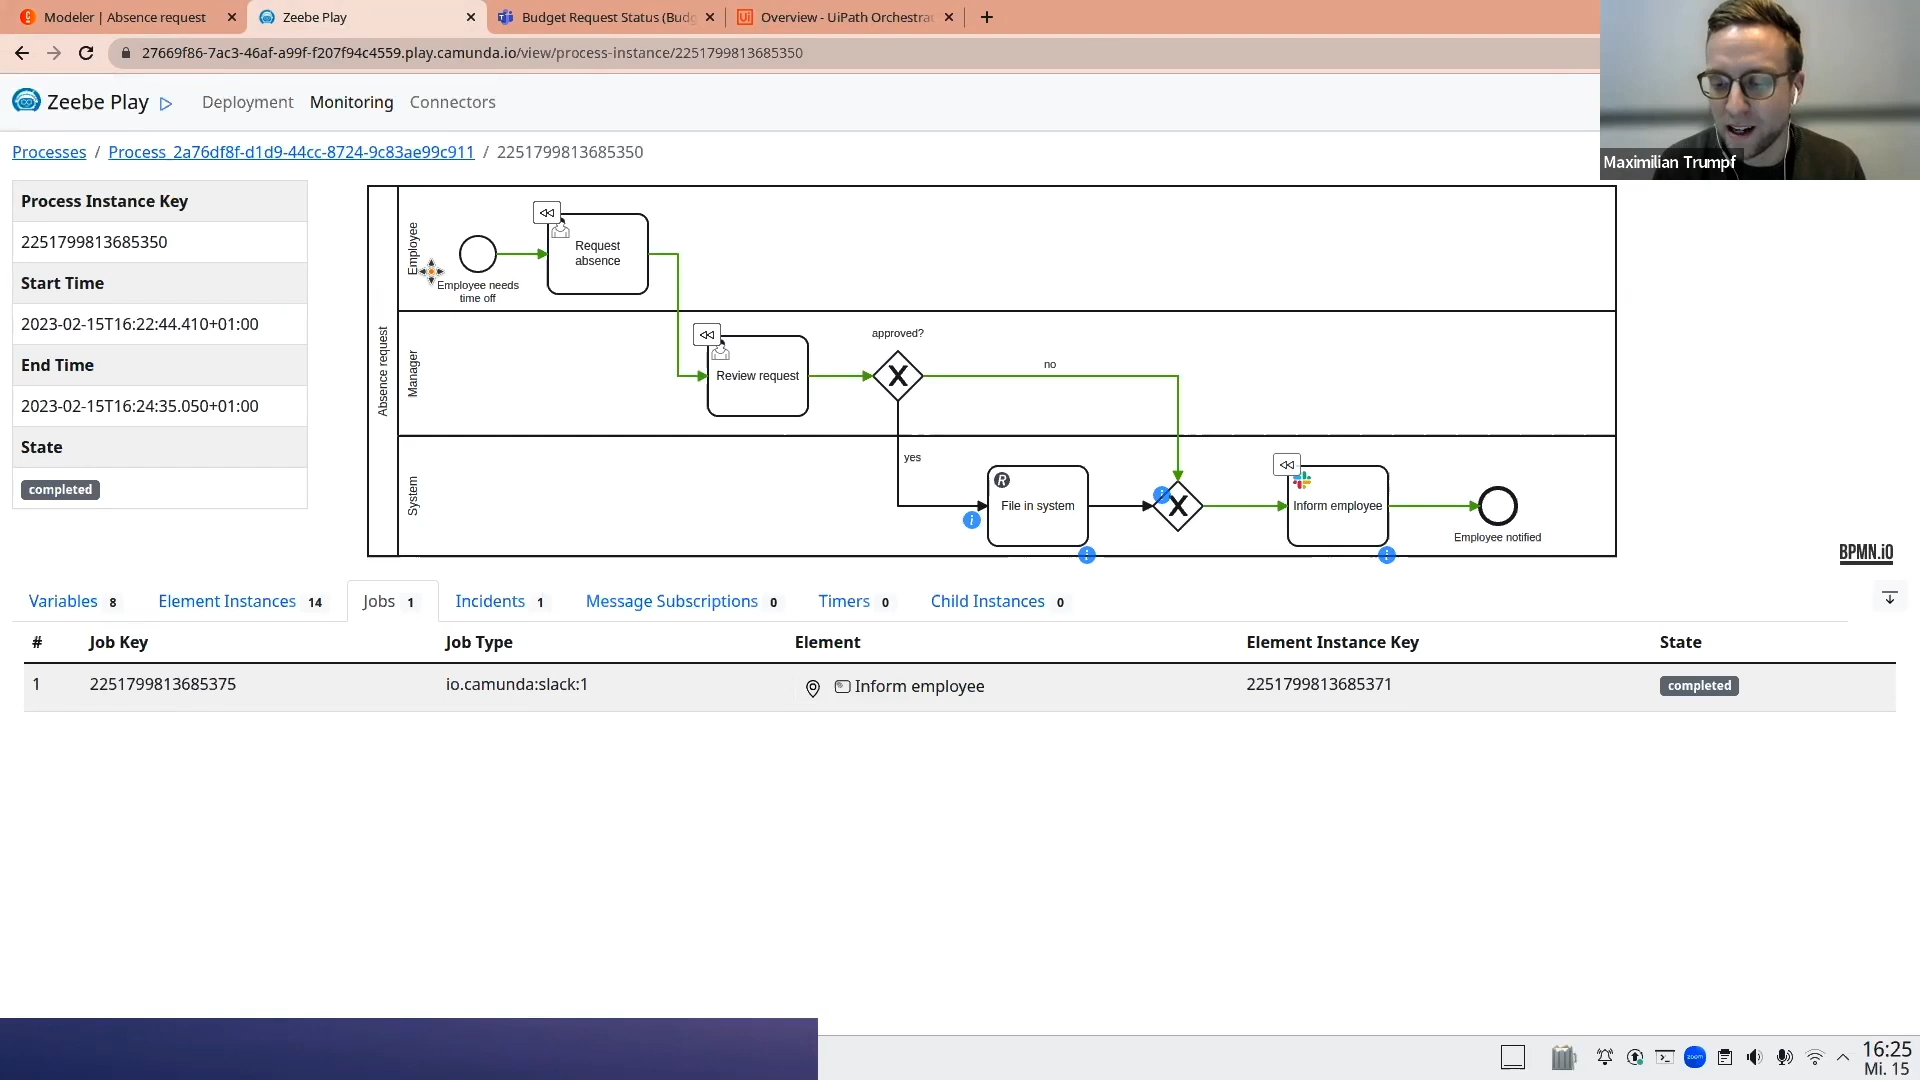 Modeler | Absence request
Zeebe Play
Budget Request Status (Budg
Overview - UiPath Orchestra
27669f86-7ac3-46af-a99f-f207f94c4559.play.camunda.io/view/process-instance/2251799813685350
Zeebe Play
Deployment
Monitoring
Connectors
Maximilian Trumpf
Processes / Process_2a76df8f-d1d9-44cc-8724-9c83ae99c911 / 2251799813685350
Process Instance Key
2251799813685350
Start Time
2023-02-15T16:22:44.410+01:00
End Time
2023-02-15T16:24:35.050+01:00
State
completed
Absence request
Employee
Employee needs
time off
Request
absence
Manager
Review request
approved?
no
yes
System
R
File in system
Inform employee
Employee notified
BPMN.iO
Variables 8
Element Instances 14
Jobs 1
Incidents 1
Message Subscriptions 0
Timers 0
Child Instances 0
# Job Key Job Type Element Element Instance Key State
1 2251799813685375 io.camunda:slack:1 Inform employee 2251799813685371 completed
zoom
16:25
Mi. 15